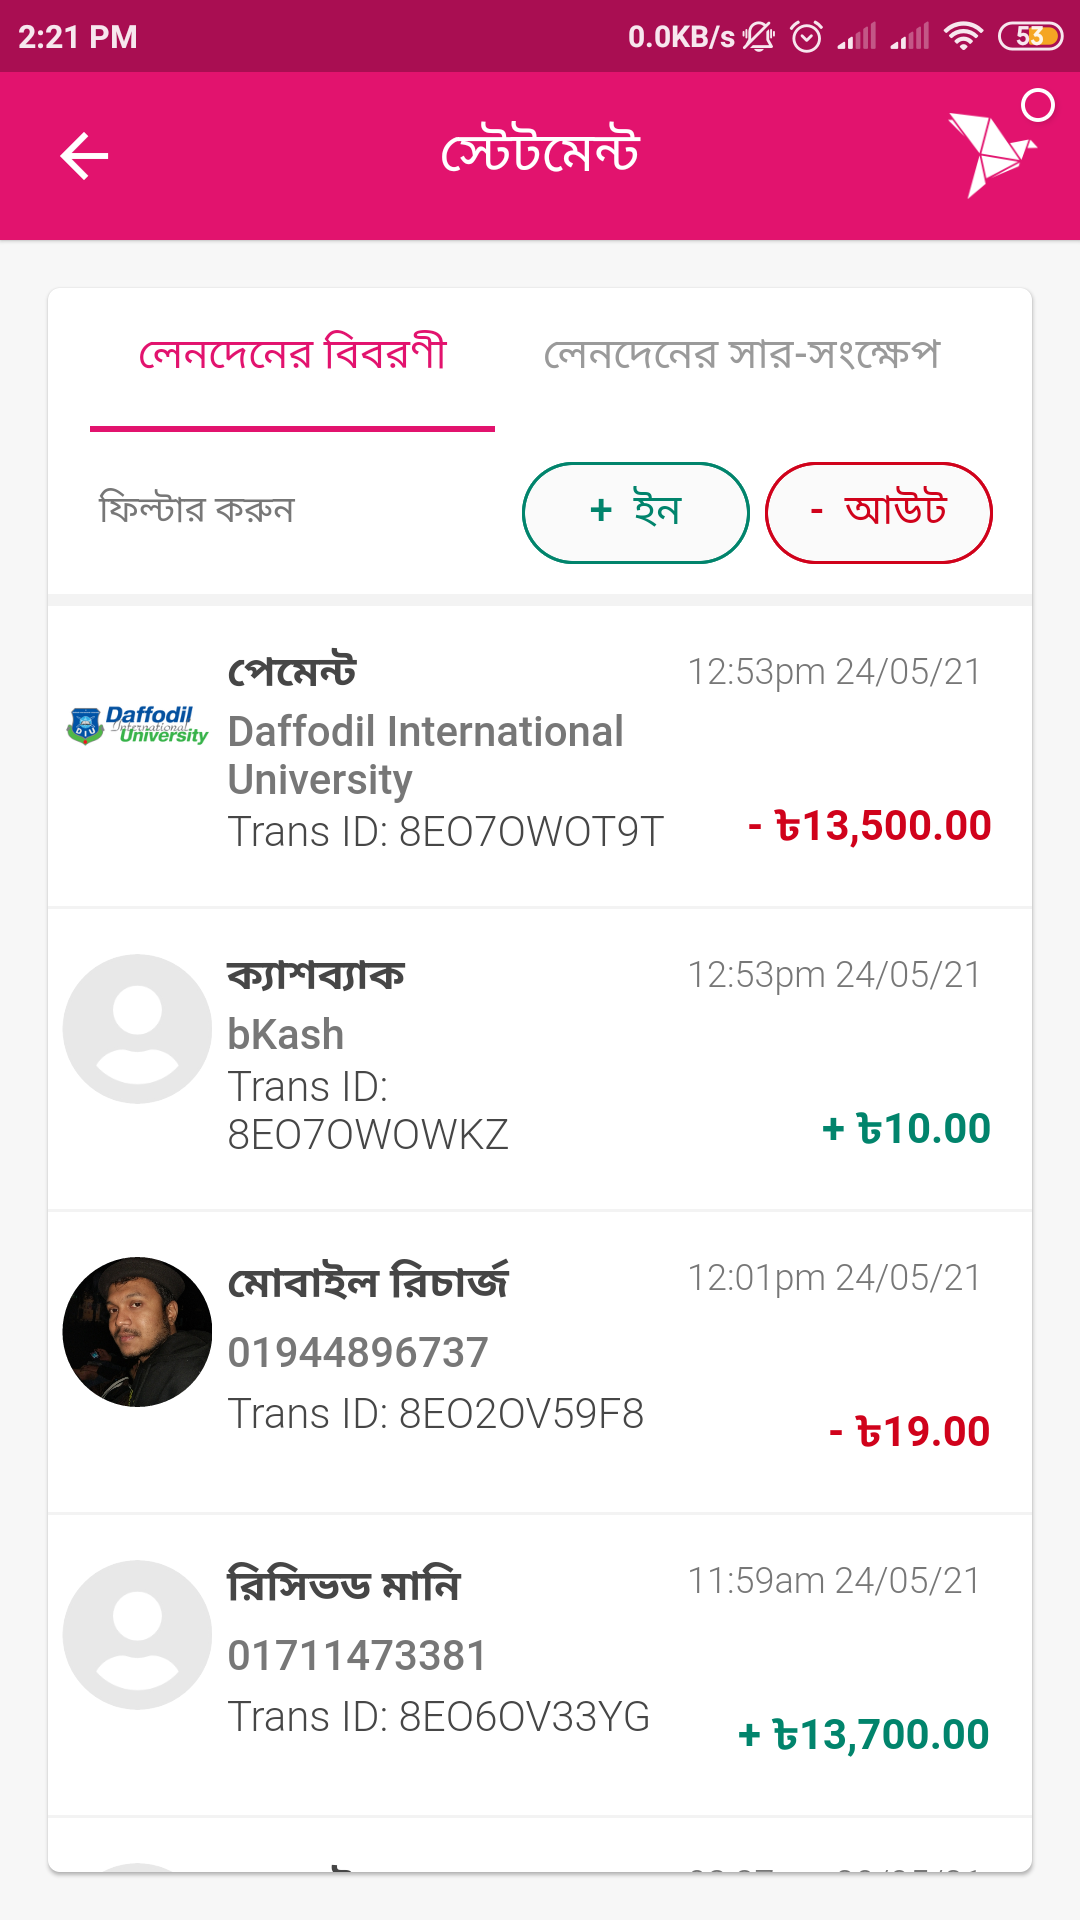 2:21 PM 0.0KB/s 53
স্টেটমেন্ট
লেনদেনের বিবরণী লেনদেনের সার-সংক্ষেপ
ফিল্টার করুন + ইন - আউট
পেমেন্ট 12:53pm 24/05/21
Daffodil International University
DIU
Daffodil International
University
Trans ID: 8EO7OWOT9T - ৳13,500.00
ক্যাশব্যাক 12:53pm 24/05/21
bKash
Trans ID:
8EO7OWOWKZ + ৳10.00
মোবাইল রিচার্জ 12:01pm 24/05/21
01944896737
Trans ID: 8EO2OV59F8 - ৳19.00
রিসিভড মানি 11:59am 24/05/21
01711473381
Trans ID: 8EO6OV33YG + ৳13,700.00